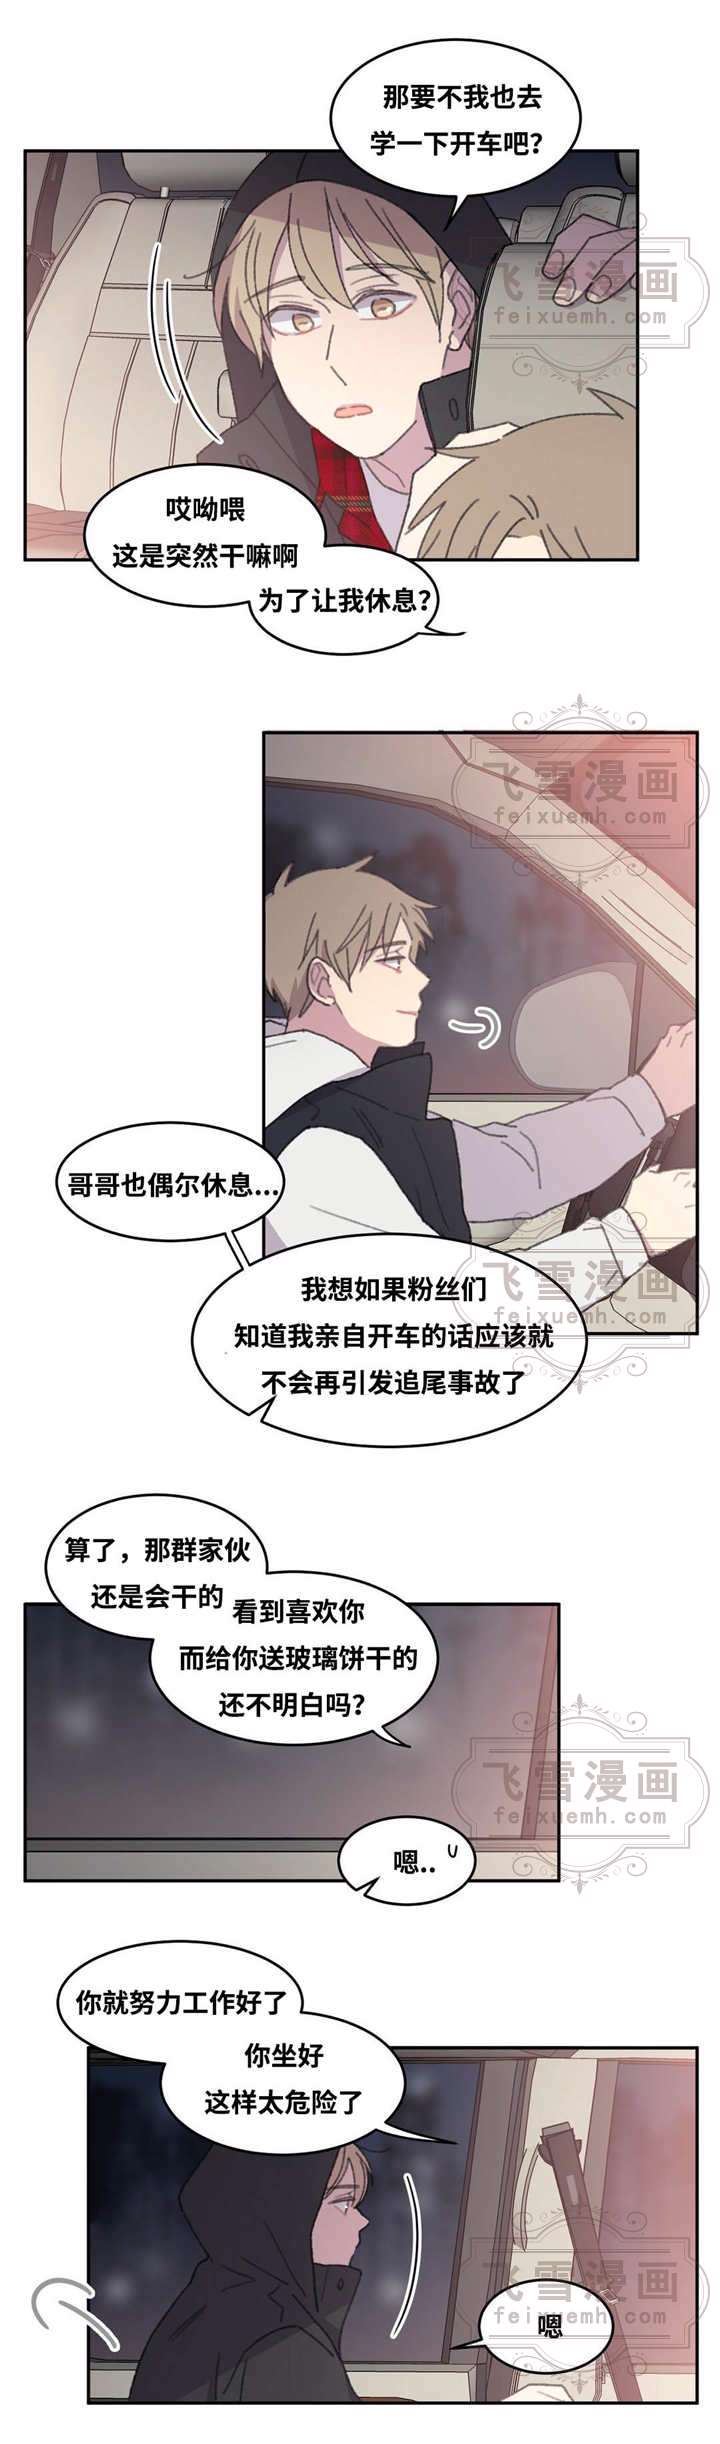 那要不我也去
学一下开车吧？
飞雪漫画
feixuemh.com
哎呦喂
这是突然干嘛啊
为了让我休息？
飞雪漫画
feixuemh.com
哥哥也偶尔休息...
飞雪漫画
feixuemh.com
我想如果粉丝们
知道我亲自开车的话应该就
不会再引发追尾事故了
算了，那群家伙
还是会干的
看到喜欢你
而给你送玻璃饼干的
还不明白吗？
飞雪漫画
feixuemh.com
嗯..
你就努力工作好了
你坐好
这样太危险了
飞雪漫画
feixuemh.com
嗯